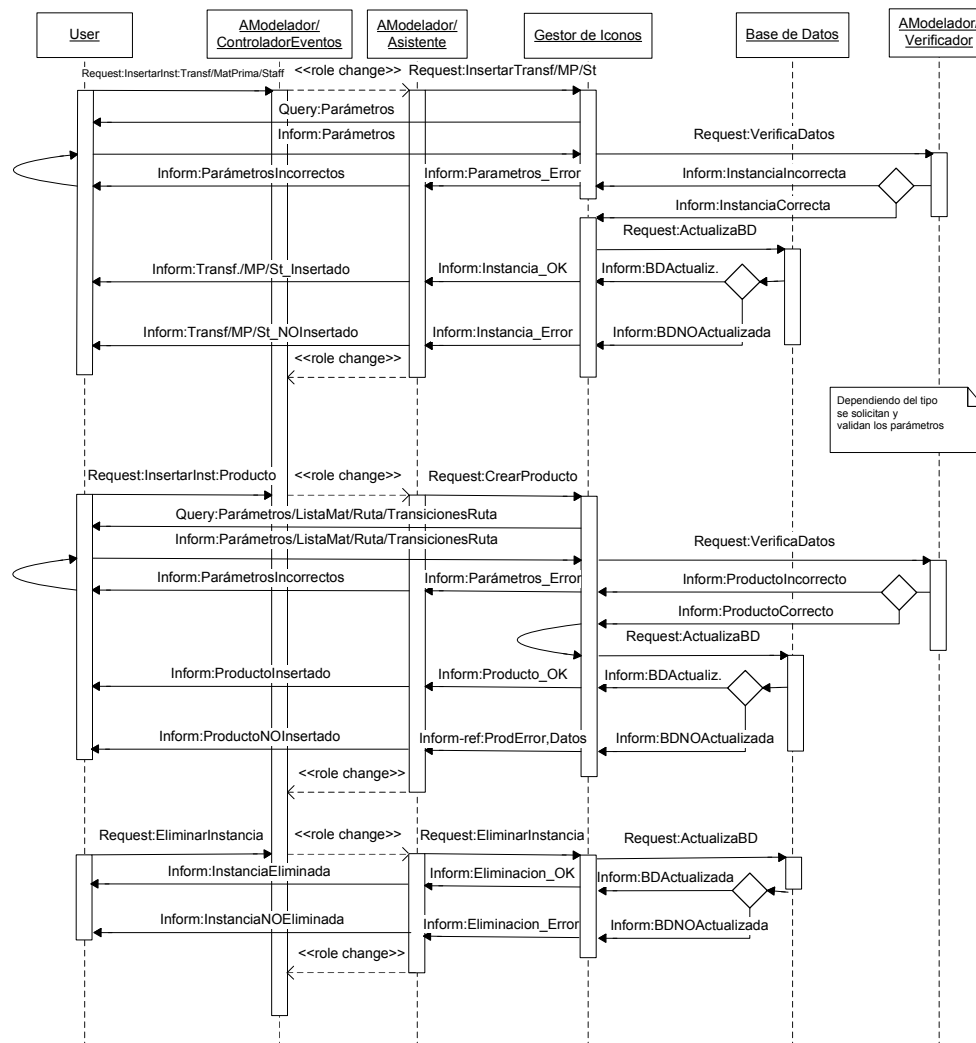 User
AModelador/
ControladorEventos
AModelador/
Asistente
Gestor de Iconos
Base de Datos
AModelador/
Verificador
Request:InsertarInst:Transf/MatPrima/Staff
<<role change>>
Request:InsertarTransf/MP/St
Query:Parámetros
Inform:Parámetros
Request:VerificaDatos
Inform:ParámetrosIncorrectos
Inform:Parametros_Error
Inform:InstanciaIncorrecta
Inform:InstanciaCorrecta
Request:ActualizaBD
Inform:Transf./MP/St_Insertado
Inform:Instancia_OK
Inform:BDActualiz.
Inform:Transf/MP/St_NOInsertado
Inform:Instancia_Error
Inform:BDNOActualizada
<<role change>>
Dependiendo del tipo
se solicitan y
validan los parámetros
Request:InsertarInst:Producto
<<role change>>
Request:CrearProducto
Query:Parámetros/ListaMat/Ruta/TransicionesRuta
Inform:Parámetros/ListaMat/Ruta/TransicionesRuta
Request:VerificaDatos
Inform:ParámetrosIncorrectos
Inform:Parámetros_Error
Inform:ProductoIncorrecto
Inform:ProductoCorrecto
Request:ActualizaBD
Inform:ProductoInsertado
Inform:Producto_OK
Inform:BDActualiz.
Inform:ProductoNOInsertado
Inform-ref:ProdError,Datos
Inform:BDNOActualizada
<<role change>>
Request:EliminarInstancia
<<role change>>
Request:EliminarInstancia
Request:ActualizaBD
Inform:InstanciaEliminada
Inform:Eliminacion_OK
Inform:BDActualizada
Inform:InstanciaNOEliminada
Inform:Eliminacion_Error
Inform:BDNOActualizada
<<role change>>